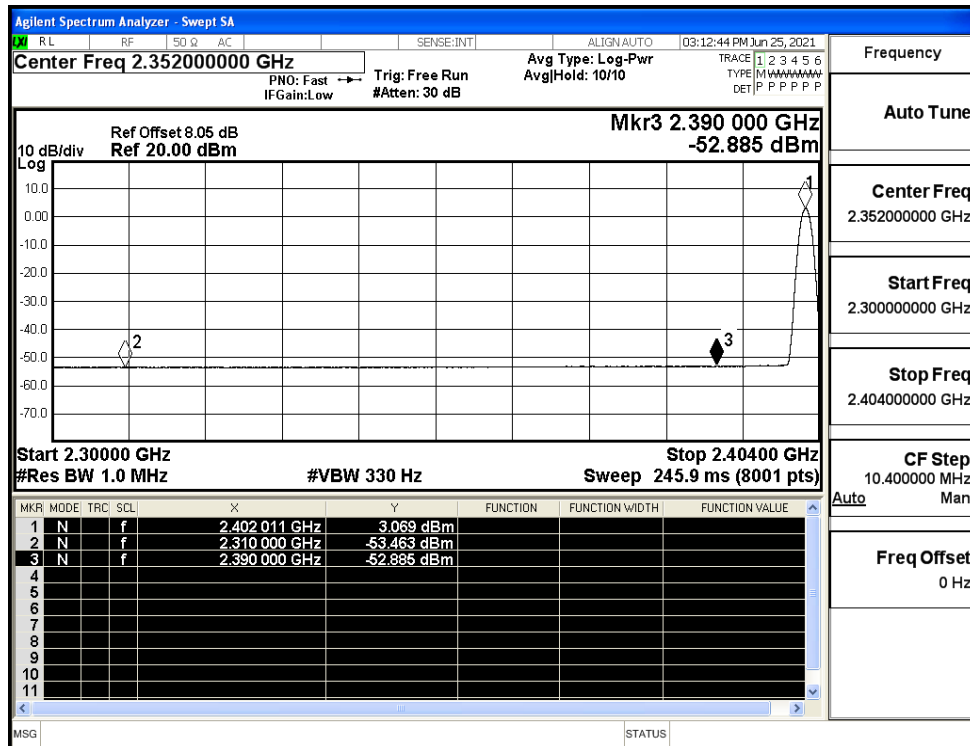 Agilent Spectrum Analyzer - Swept SA
LXI RL RF 50 Ω AC SENSE:INT ALIGN AUTO 03:12:44 PM Jun 25, 2021
Center Freq 2.352000000 GHz
PNO: Fast
IFGain:Low
Trig: Free Run
#Atten: 30 dB
Avg Type: Log-Pwr
Avg|Hold: 10/10
TRACE 1 2 3 4 5 6
TYPE M WWWWW
DET P P P P P P
Mkr3 2.390 000 GHz
-52.885 dBm
Ref Offset 8.05 dB
10 dB/div Ref 20.00 dBm
Log
10.0
0.00
-10.0
-20.0
-30.0
-40.0
-50.0
-60.0
-70.0
1
2
3
Start 2.30000 GHz Stop 2.40400 GHz
#Res BW 1.0 MHz #VBW 330 Hz Sweep 245.9 ms (8001 pts)
MKR MODE TRC SCL X Y FUNCTION FUNCTION WIDTH FUNCTION VALUE
1 N f 2.402 011 GHz 3.069 dBm
2 N f 2.310 000 GHz -53.463 dBm
3 N f 2.390 000 GHz -52.885 dBm
4
5
6
7
8
9
10
11
MSG STATUS
Frequency
Auto Tune
Center Freq
2.352000000 GHz
Start Freq
2.300000000 GHz
Stop Freq
2.404000000 GHz
CF Step
10.400000 MHz
Auto Man
Freq Offset
0 Hz